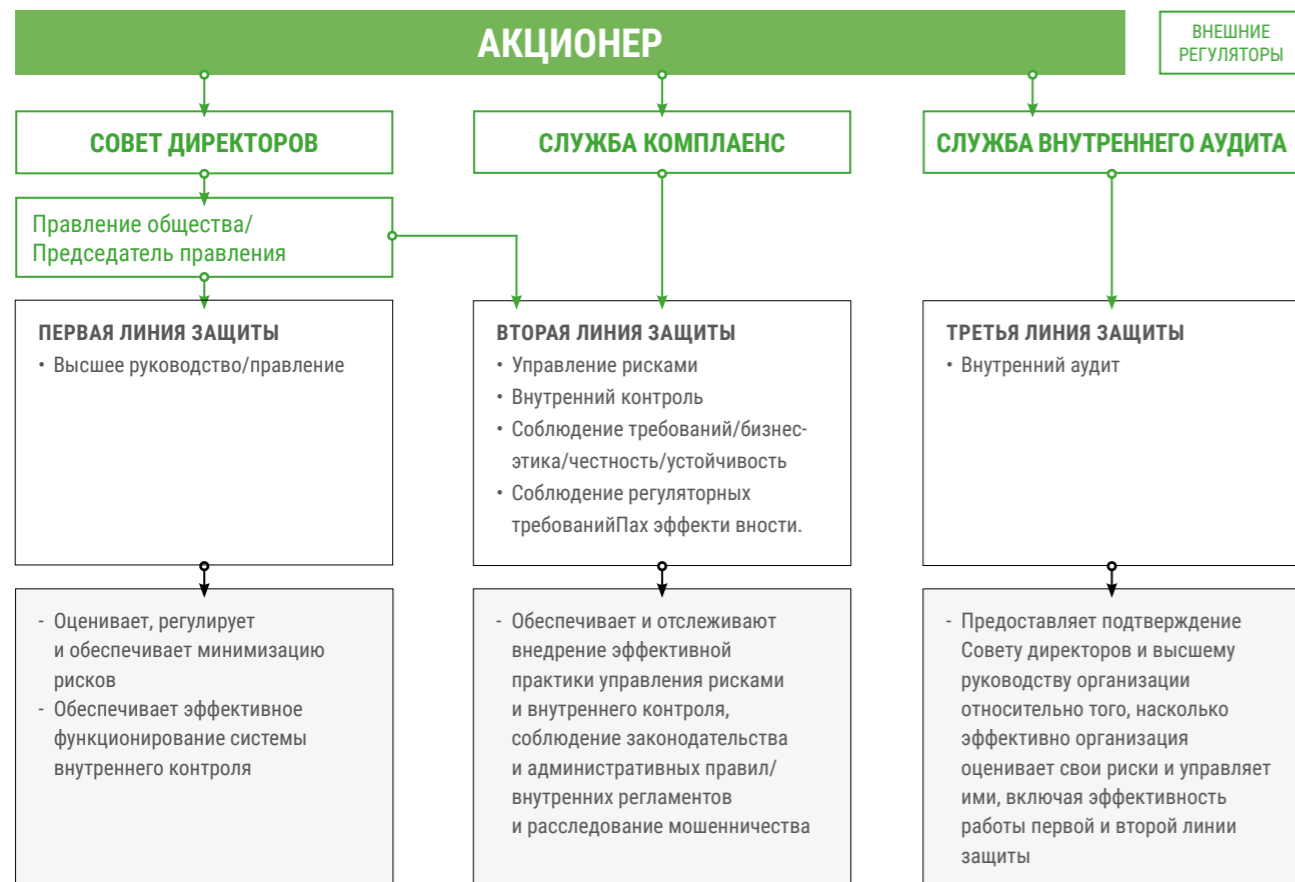 АКЦИОНЕР
ВНЕШНИЕ
РЕГУЛЯТОРЫ
СОВЕТ ДИРЕКТОРОВ
СЛУЖБА КОМПЛАЕНС
СЛУЖБА ВНУТРЕННЕГО АУДИТА
Правление общества/
Председатель правления
ПЕРВАЯ ЛИНИЯ ЗАЩИТЫ
• Высшее руководство/правление
ВТОРАЯ ЛИНИЯ ЗАЩИТЫ
• Управление рисками
• Внутренний контроль
• Соблюдение требований/бизнес-
этика/честность/устойчивость
• Соблюдение регуляторных
требованийПах эффекти вности.
ТРЕТЬЯ ЛИНИЯ ЗАЩИТЫ
• Внутренний аудит
- Оценивает, регулирует
и обеспечивает минимизацию
рисков
- Обеспечивает эффективное
функционирование системы
внутреннего контроля
- Обеспечивает и отслеживают
внедрение эффективной
практики управления рисками
и внутреннего контроля,
соблюдение законодательства
и административных правил/
внутренних регламентов
и расследование мошенничества
- Предоставляет подтверждение
Совету директоров и высшему
руководству организации
относительно того, насколько
эффективно организация
оценивает свои риски и управляет
ими, включая эффективность
работы первой и второй линии
защиты